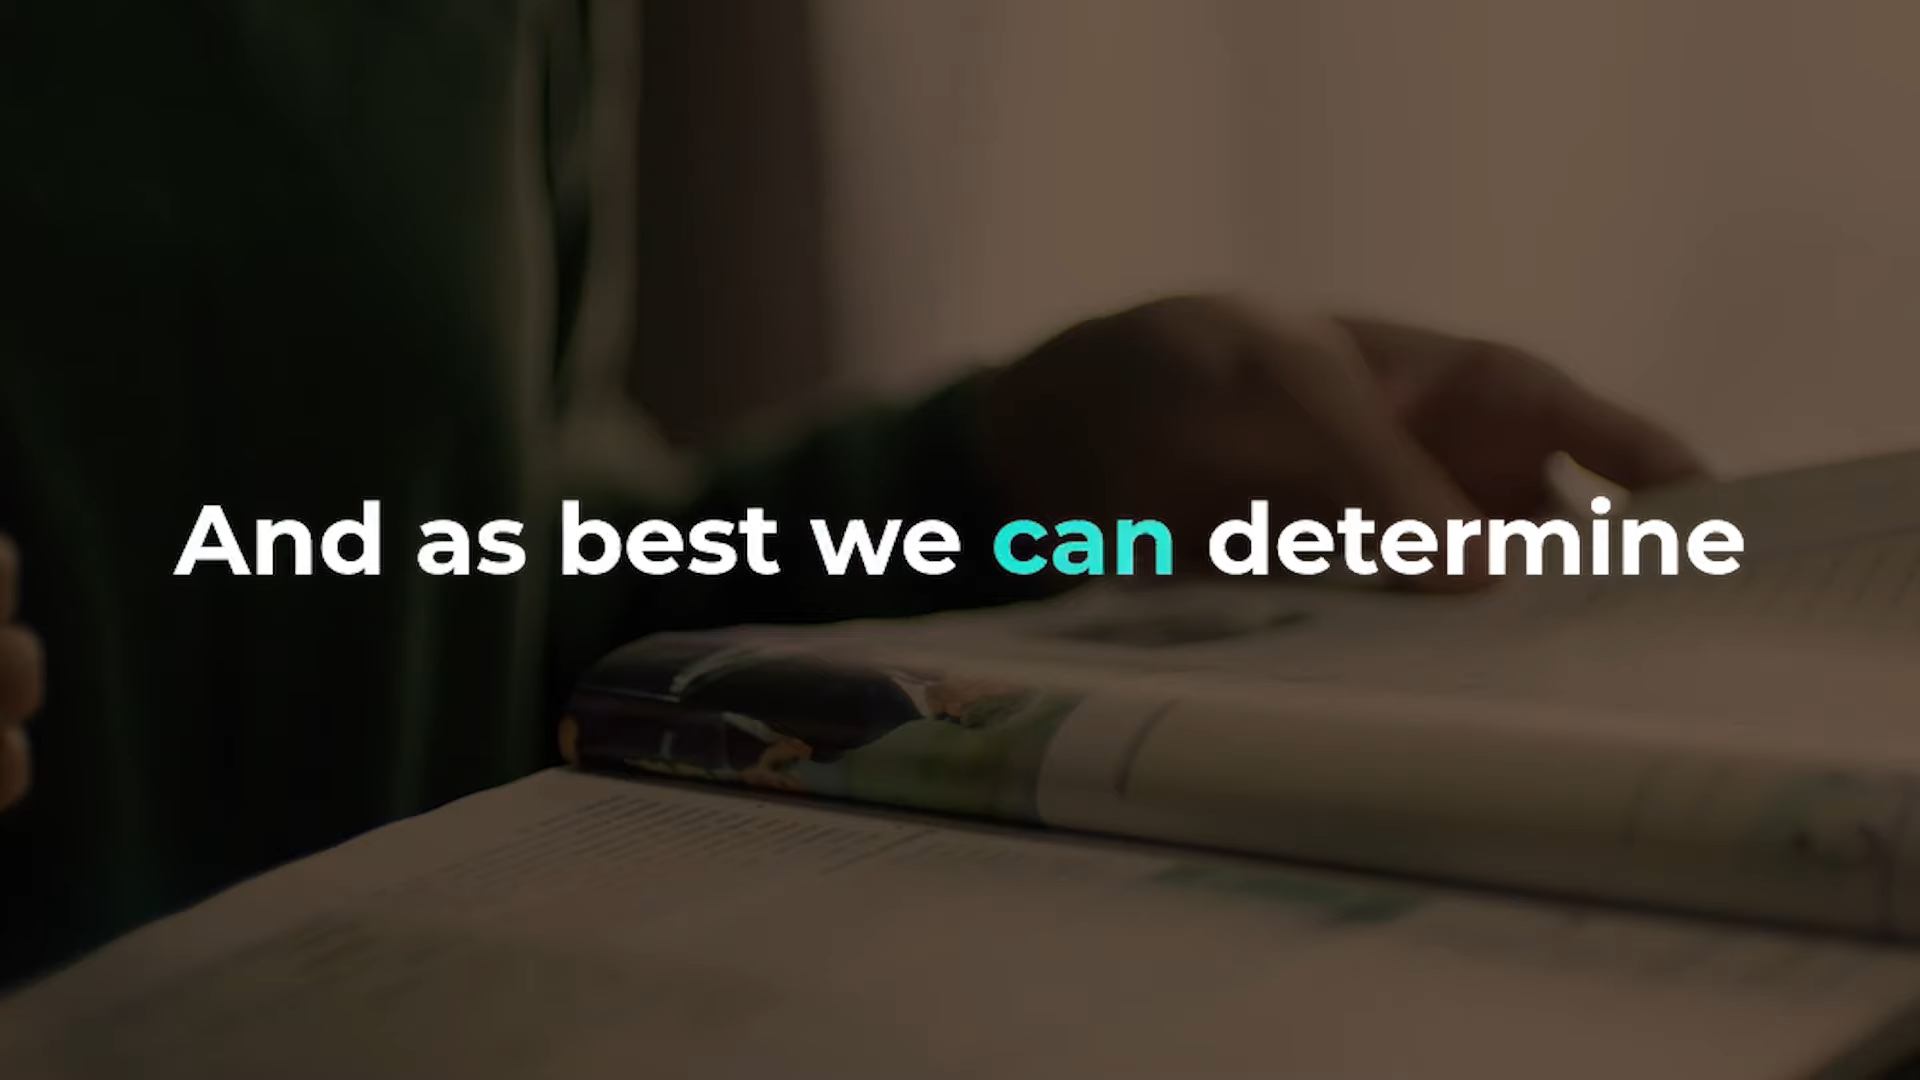 And as best we can determine